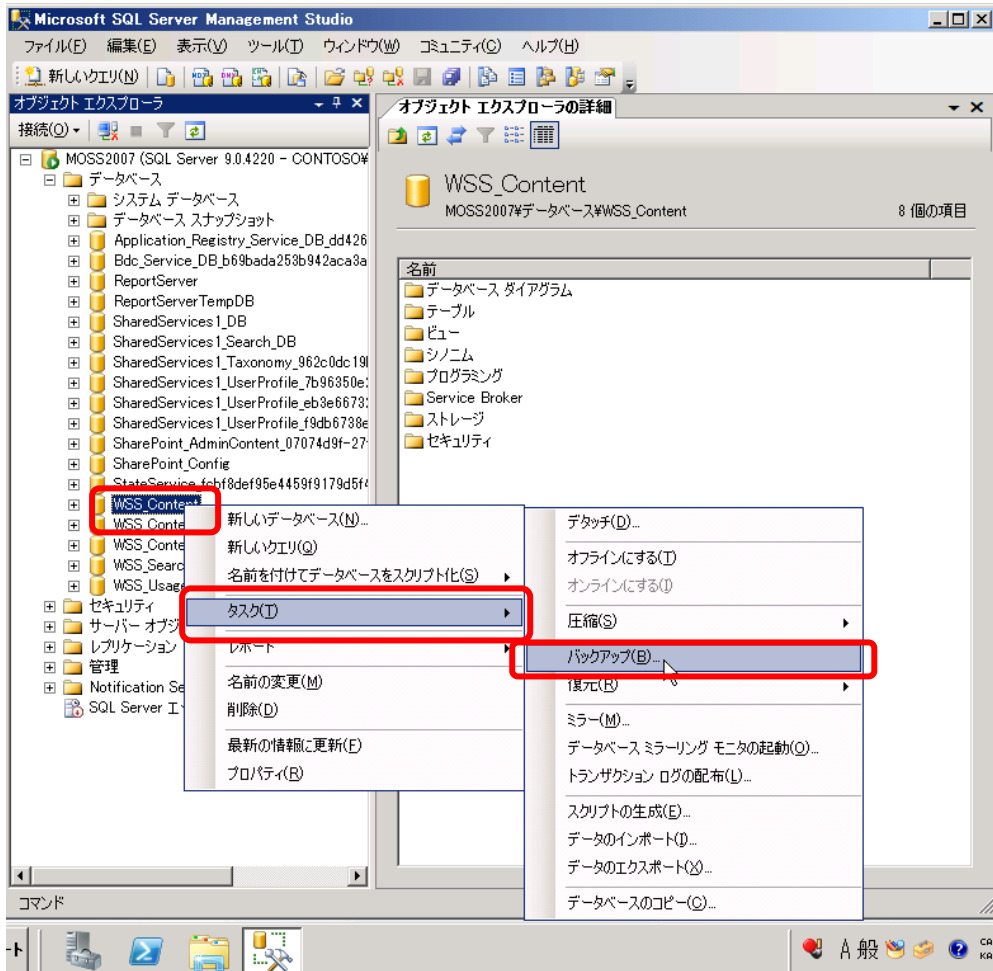 Microsoft SQL Server Management Studio
ファイル(F) 編集(E) 表示(V) ツール(T) ウィンドウ(W) コミュニティ(C) ヘルプ(H)
新しいクエリ(N)
オブジェクト エクスプローラ
接続(O)
MOSS2007 (SQL Server 9.0.4220 - CONTOSO¥
データベース
システム データベース
データベース スナップショット
Application_Registry_Service_DB_dd426
Bdc_Service_DB_b69bada253b942aca3a
ReportServer
ReportServerTempDB
SharedServices1_DB
SharedServices1_Search_DB
SharedServices1_Taxonomy_962c0dc19
SharedServices1_UserProfile_7b96350e
SharedServices1_UserProfile_eb3e6673
SharedServices1_UserProfile_f9db6738e
SharePoint_AdminContent_07074d9f-27
SharePoint_Config
StateService_fcbf8def95e4459f9179d5f
WSS_Content
WSS_Conte
WSS_Conte
WSS_Searc
WSS_Usage
セキュリティ
サーバー オブジ
レプリケーション
管理
Notification Se
SQL Server エ
オブジェクト エクスプローラの詳細
WSS_Content
MOSS2007¥データベース¥WSS_Content
8 個の項目
名前
データベース ダイアグラム
テーブル
ビュー
シノニム
プログラミング
Service Broker
ストレージ
セキュリティ
新しいデータベース(N)...
新しいクエリ(Q)
名前を付けてデータベースをスクリプト化(S)
タスク(T)
レポート
名前の変更(M)
削除(D)
最新の情報に更新(F)
プロパティ(R)
デタッチ(D)...
オフラインにする(T)
オンラインにする(I)
圧縮(S)
バックアップ(B)...
復元(R)
ミラー(M)...
データベース ミラーリング モニタの起動(O)...
トランザクション ログの配布(L)...
スクリプトの生成(E)...
データのインポート(I)...
データのエクスポート(X)...
データベースのコピー(C)...
コマンド
ート
A 般
CA
KA